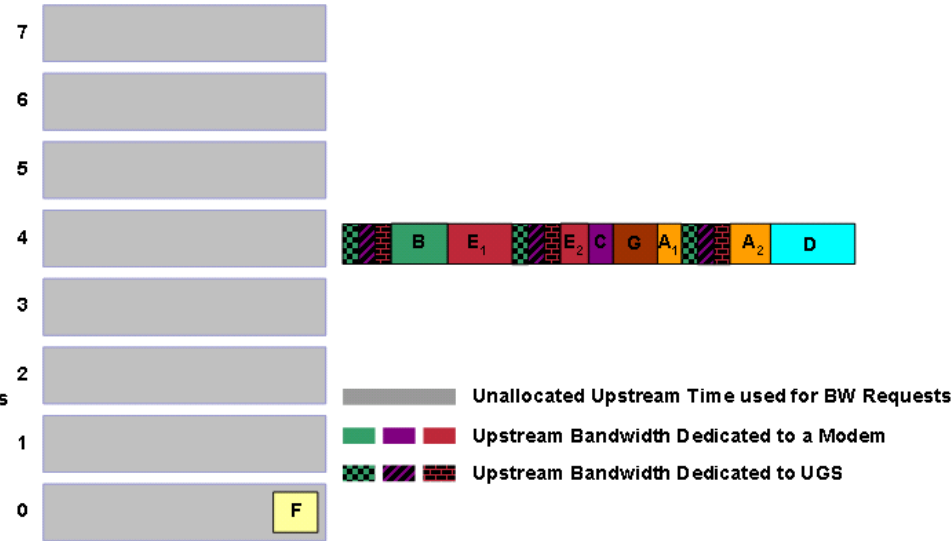 7
6
5
4
B E1 E2 C G A1 A2 D
3
2
s
Unallocated Upstream Time used for BW Requests
1
Upstream Bandwidth Dedicated to a Modem
Upstream Bandwidth Dedicated to UGS
0
F